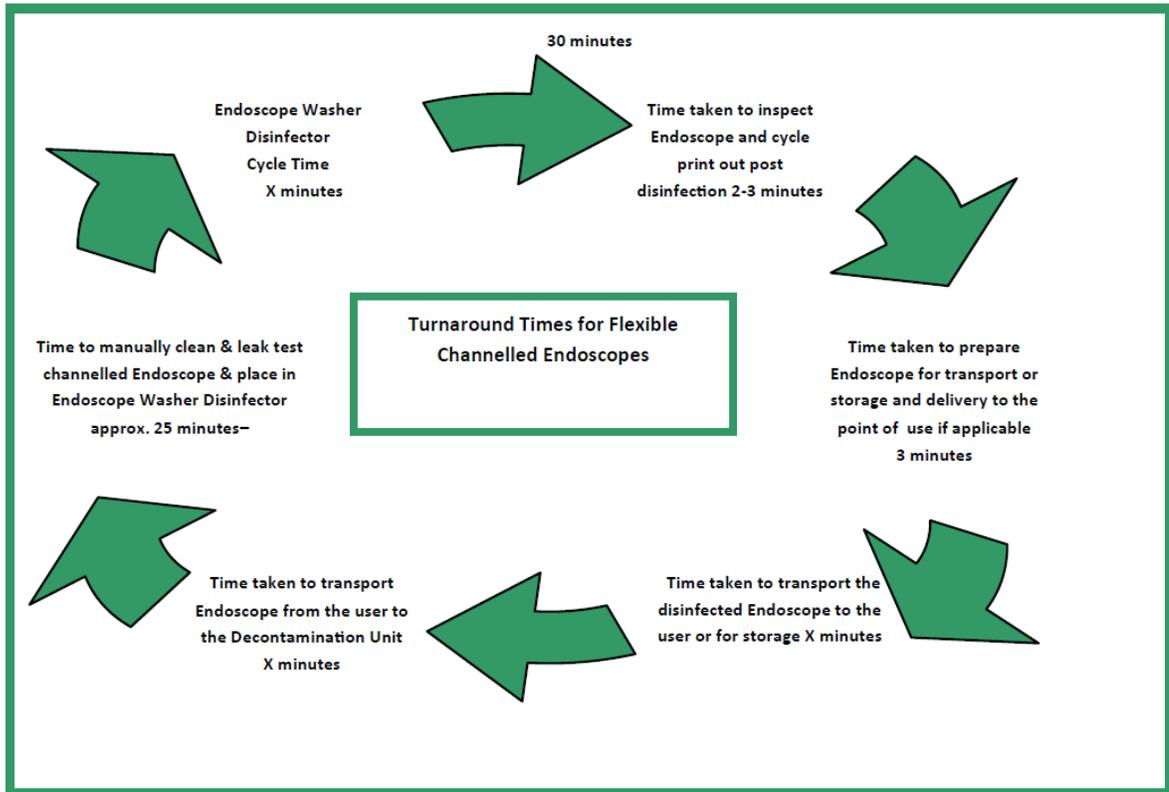 30 minutes
Endoscope Washer
Disinfector
Cycle Time
X minutes
Time taken to inspect
Endoscope and cycle
print out post
disinfection 2-3 minutes
Turnaround Times for Flexible
Channelled Endoscopes
Time to manually clean & leak test
channelled Endoscope & place in
Endoscope Washer Disinfector
approx. 25 minutes–
Time taken to prepare
Endoscope for transport or
storage and delivery to the
point of  use if applicable
3 minutes
Time taken to transport
Endoscope from the user to
the Decontamination Unit
X minutes
Time taken to transport the
disinfected Endoscope to the
user or for storage X minutes